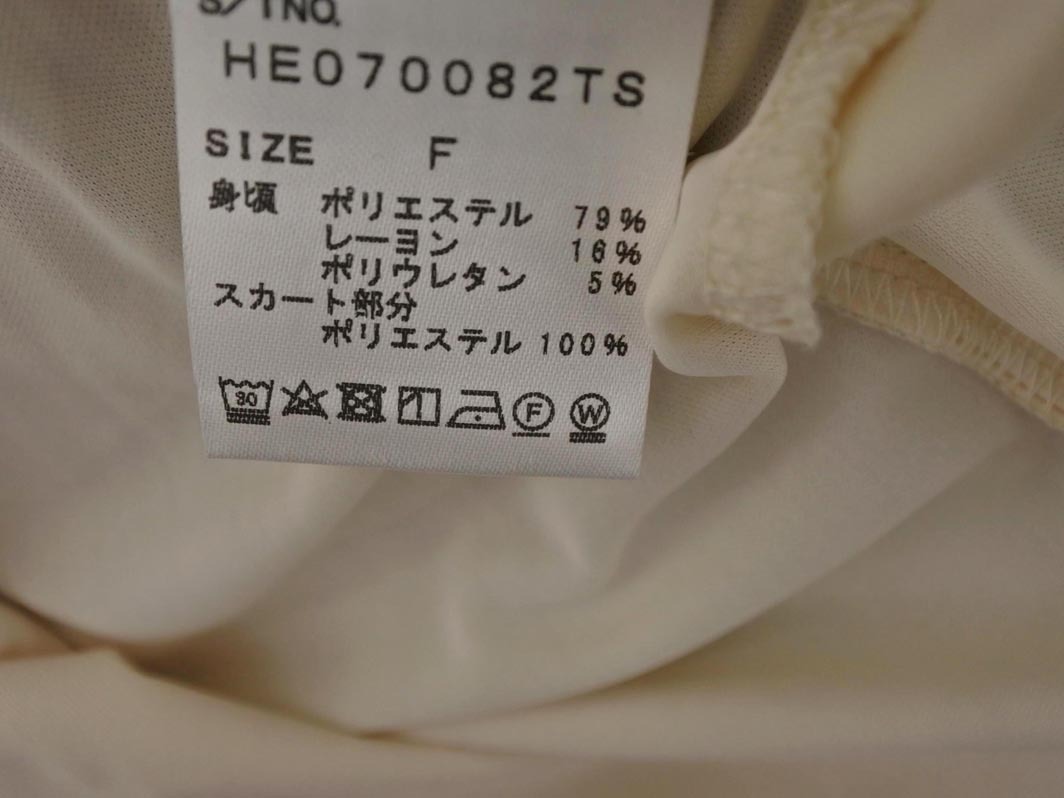 S/TNO.
HE070082TS
SIZE F
身頃 ポリエステル 79%
レーヨン 16%
ポリウレタン 5%
スカート部分
ポリエステル 100%
30 F W